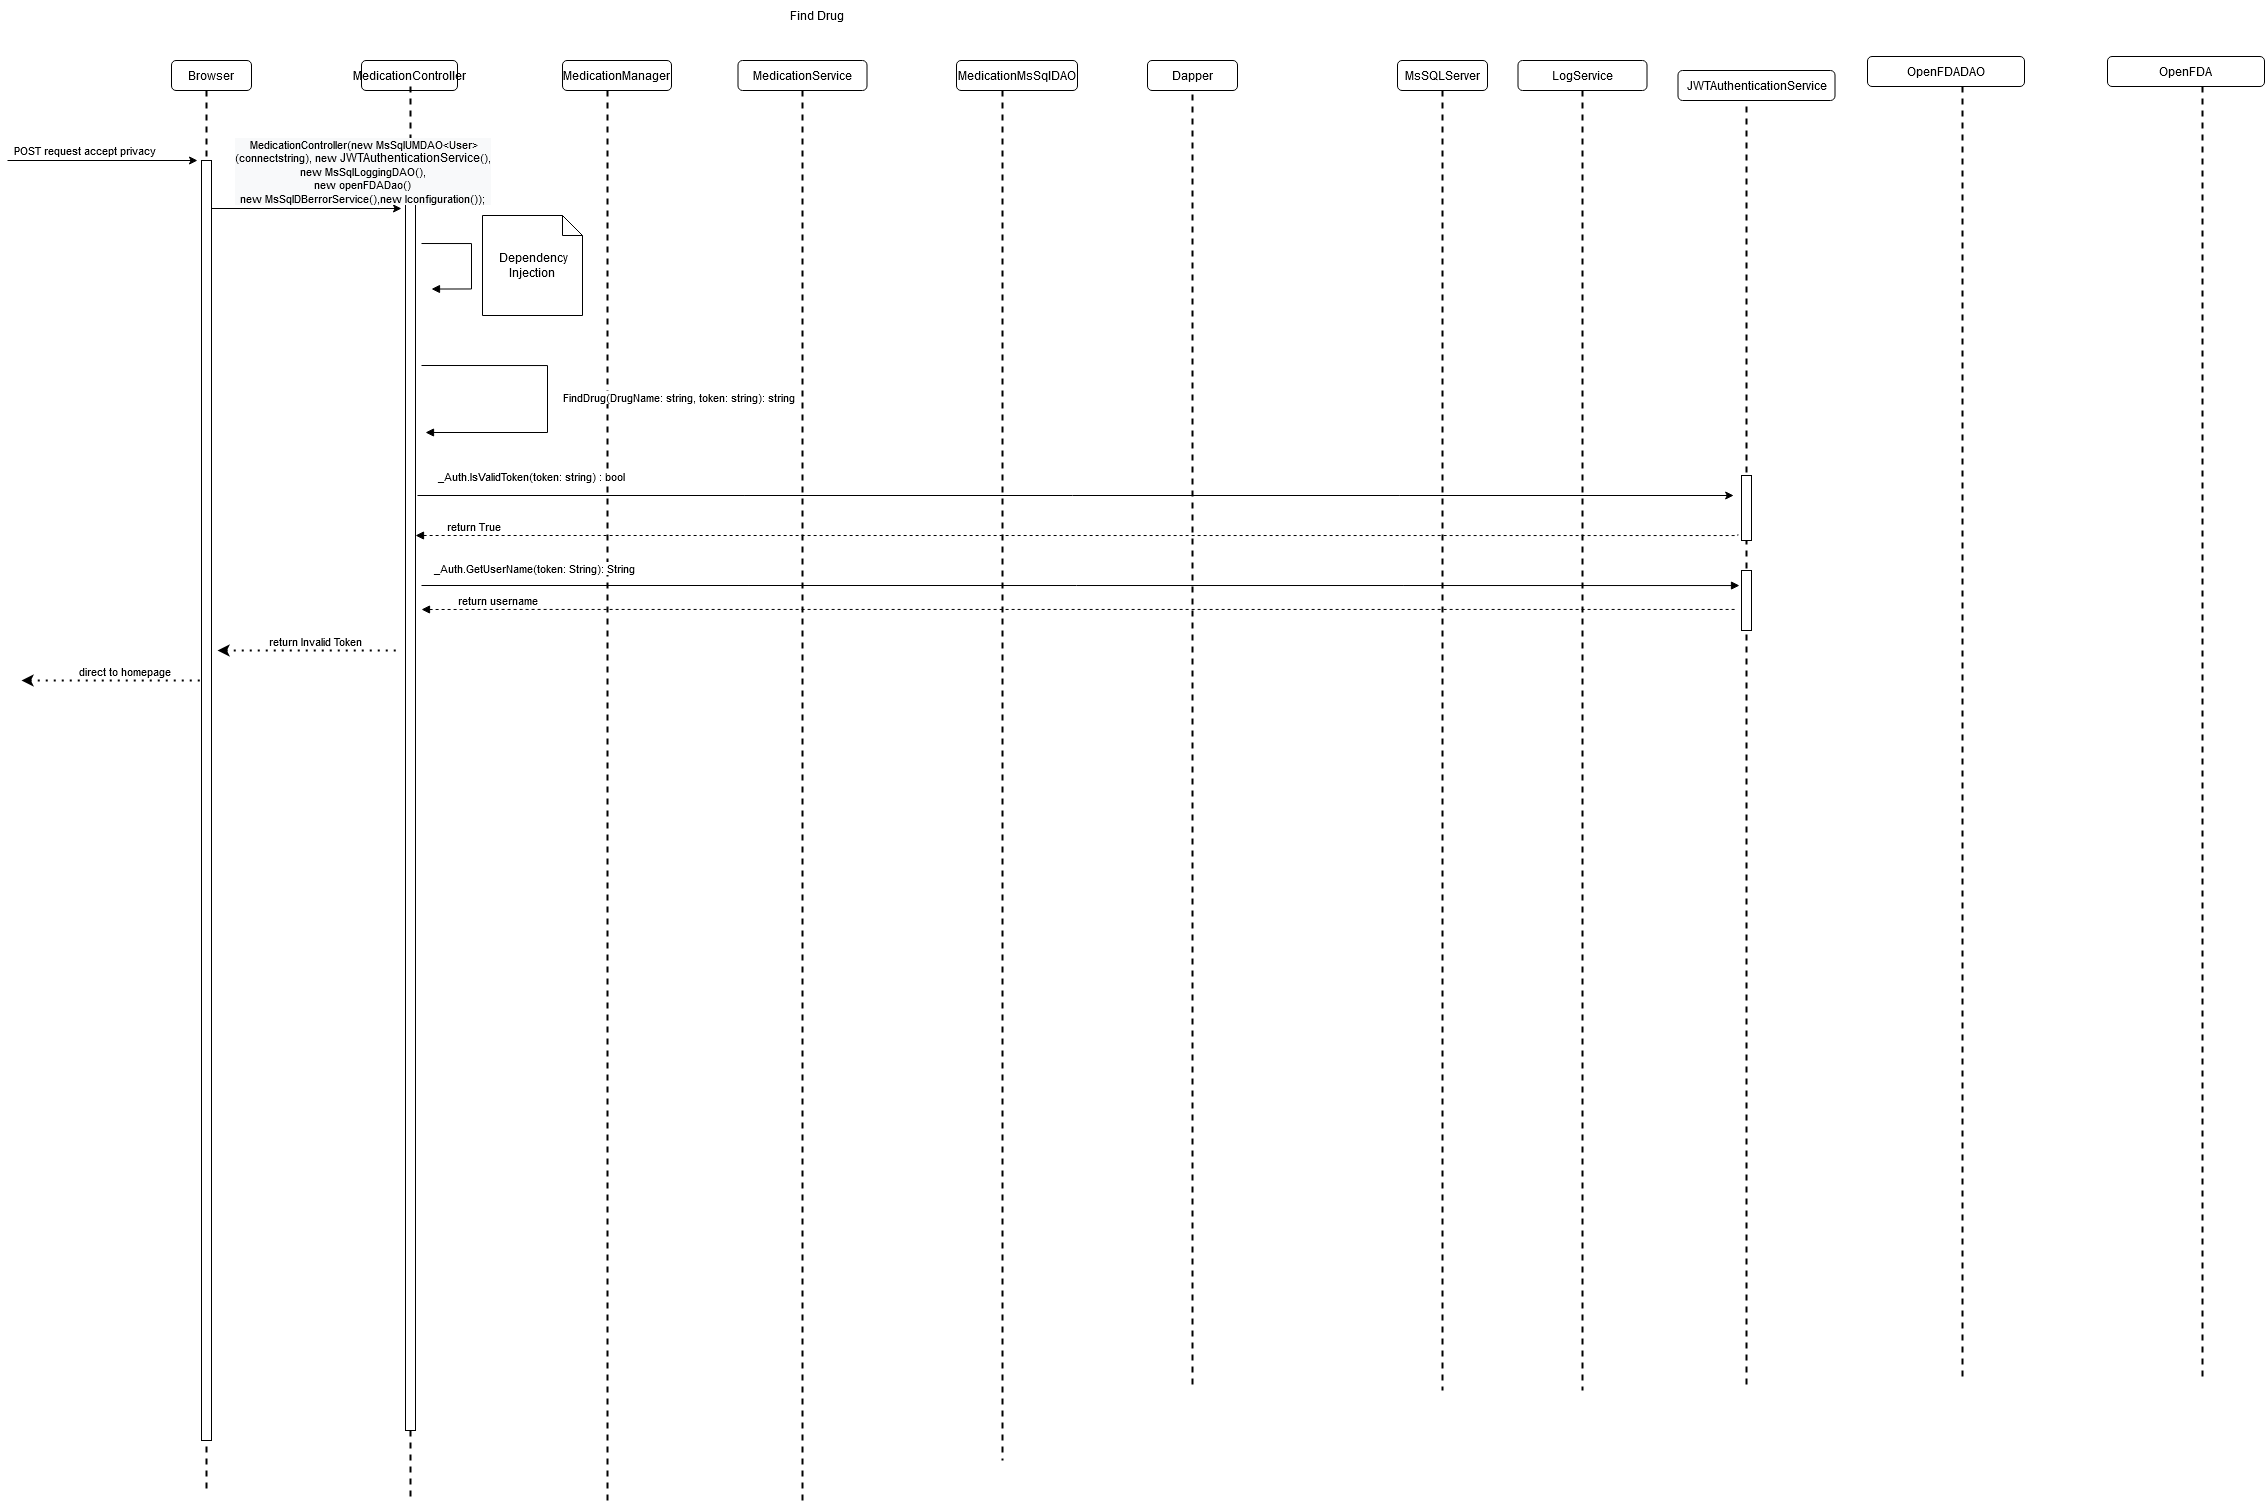 Find Drug
Browser
MedicationController
MedicationManager
MedicationService
MedicationMsSqlDAO
Dapper
MsSQLServer
LogService
JWTAuthenticationService
OpenFDADAO
OpenFDA
POST request accept privacy
MedicationController(new MsSqlUMDAO<User>
(connectstring), new JWTAuthenticationService(),
new MsSqlLoggingDAO(),
new openFDADao()
new MsSqlDBerrorService(),new Iconfiguration());
Dependency
Injection
FindDrug(DrugName: string, token: string): string
_Auth.IsValidToken(token: string) : bool
return True
_Auth.GetUserName(token: String): String
return username
return Invalid Token
direct to homepage